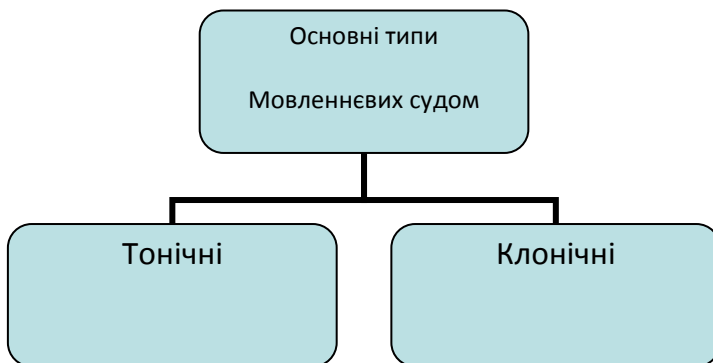 Основні типи
Мовленнєвих судом
Тонічні
Клонічні